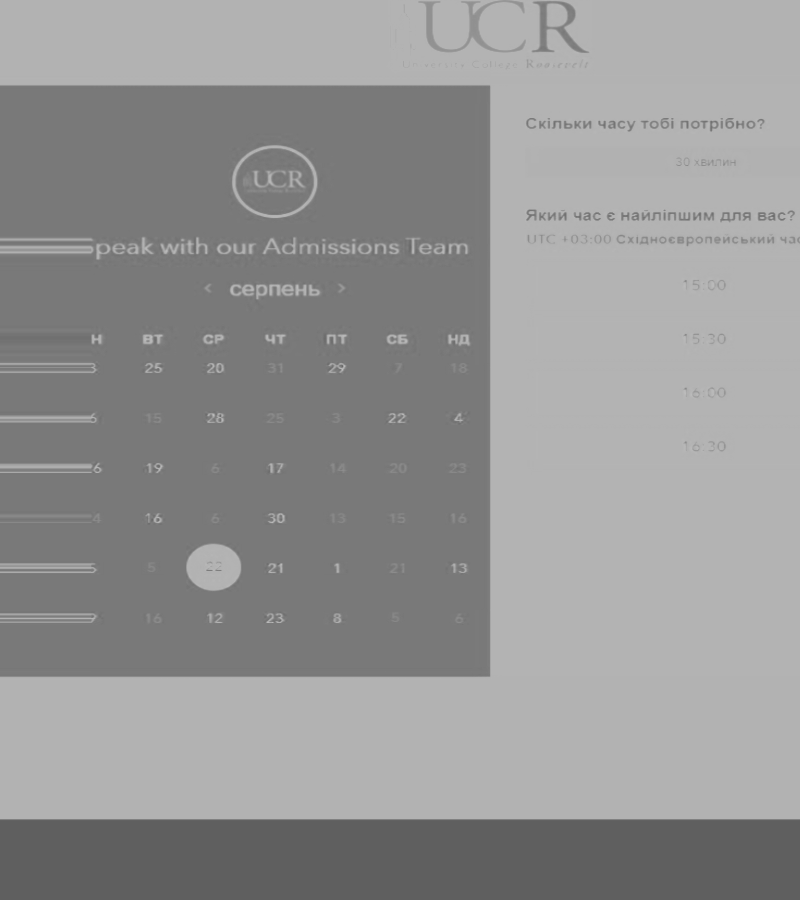 UCR
University College Roosevelt
Скільки часу тобі потрібно?
30 хвилин
UCR
Який час є найліпшим для вас?
peak with our Admissions Team
UTC +03:00 Східноєвропейський час
серпень
15:00
Н ВТ СР ЧТ ПТ СБ НД
15:30
25 20 31 29 7 18
16:00
15 28 25 3 22 4
16:30
6 19 6 17 14 20 23
4 16 6 30 13 15 16
5 22 21 1 21 13
16 12 23 8 5 6